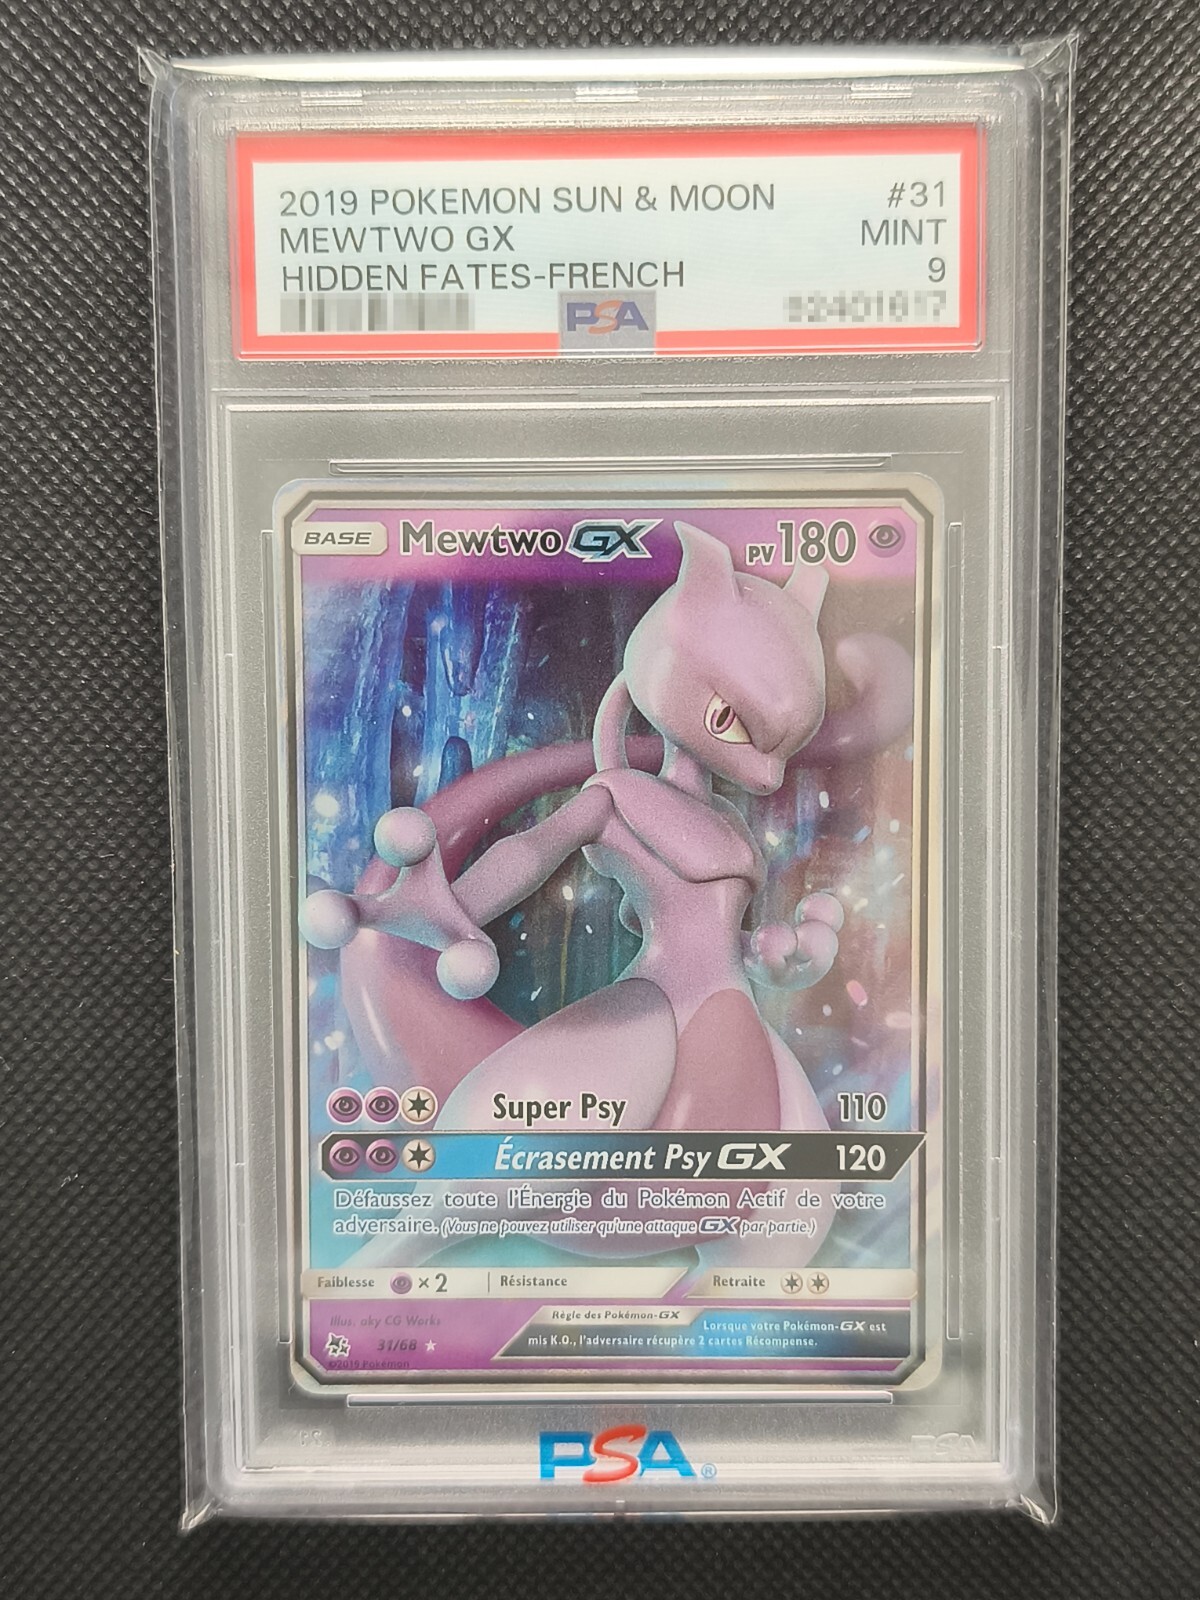 2019 POKEMON SUN & MOON #31
MEWTWO GX MINT
HIDDEN FATES-FRENCH 9
PSA
BASE Mewtwo GX PV 180
Super Psy 110
Écrasement Psy GX 120
Défaussez toute l'Énergie du Pokémon Actif de votre
adversaire. (Vous ne pouvez utiliser qu'une attaque GX par partie.)
Faiblesse ×2 Résistance Retraite
Illus. aky CG Works
Règle des Pokémon-GX
Lorsque votre Pokémon-GX est
mis K.O., l'adversaire récupère 2 cartes Récompense.
31/68
©2019 Pokémon
PSA®